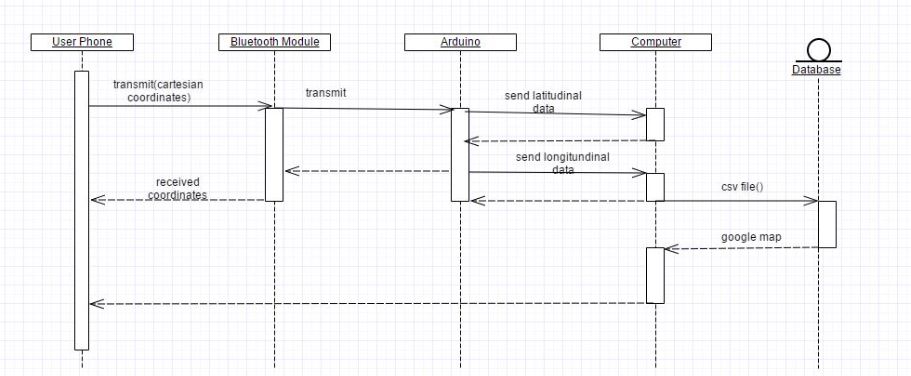 User Phone
Bluetooth Module
Arduino
Computer
Database
transmit(cartesian
coordinates)
transmit
send latitudinal
data
send longitundinal
data
received
coordinates
csv file()
google map